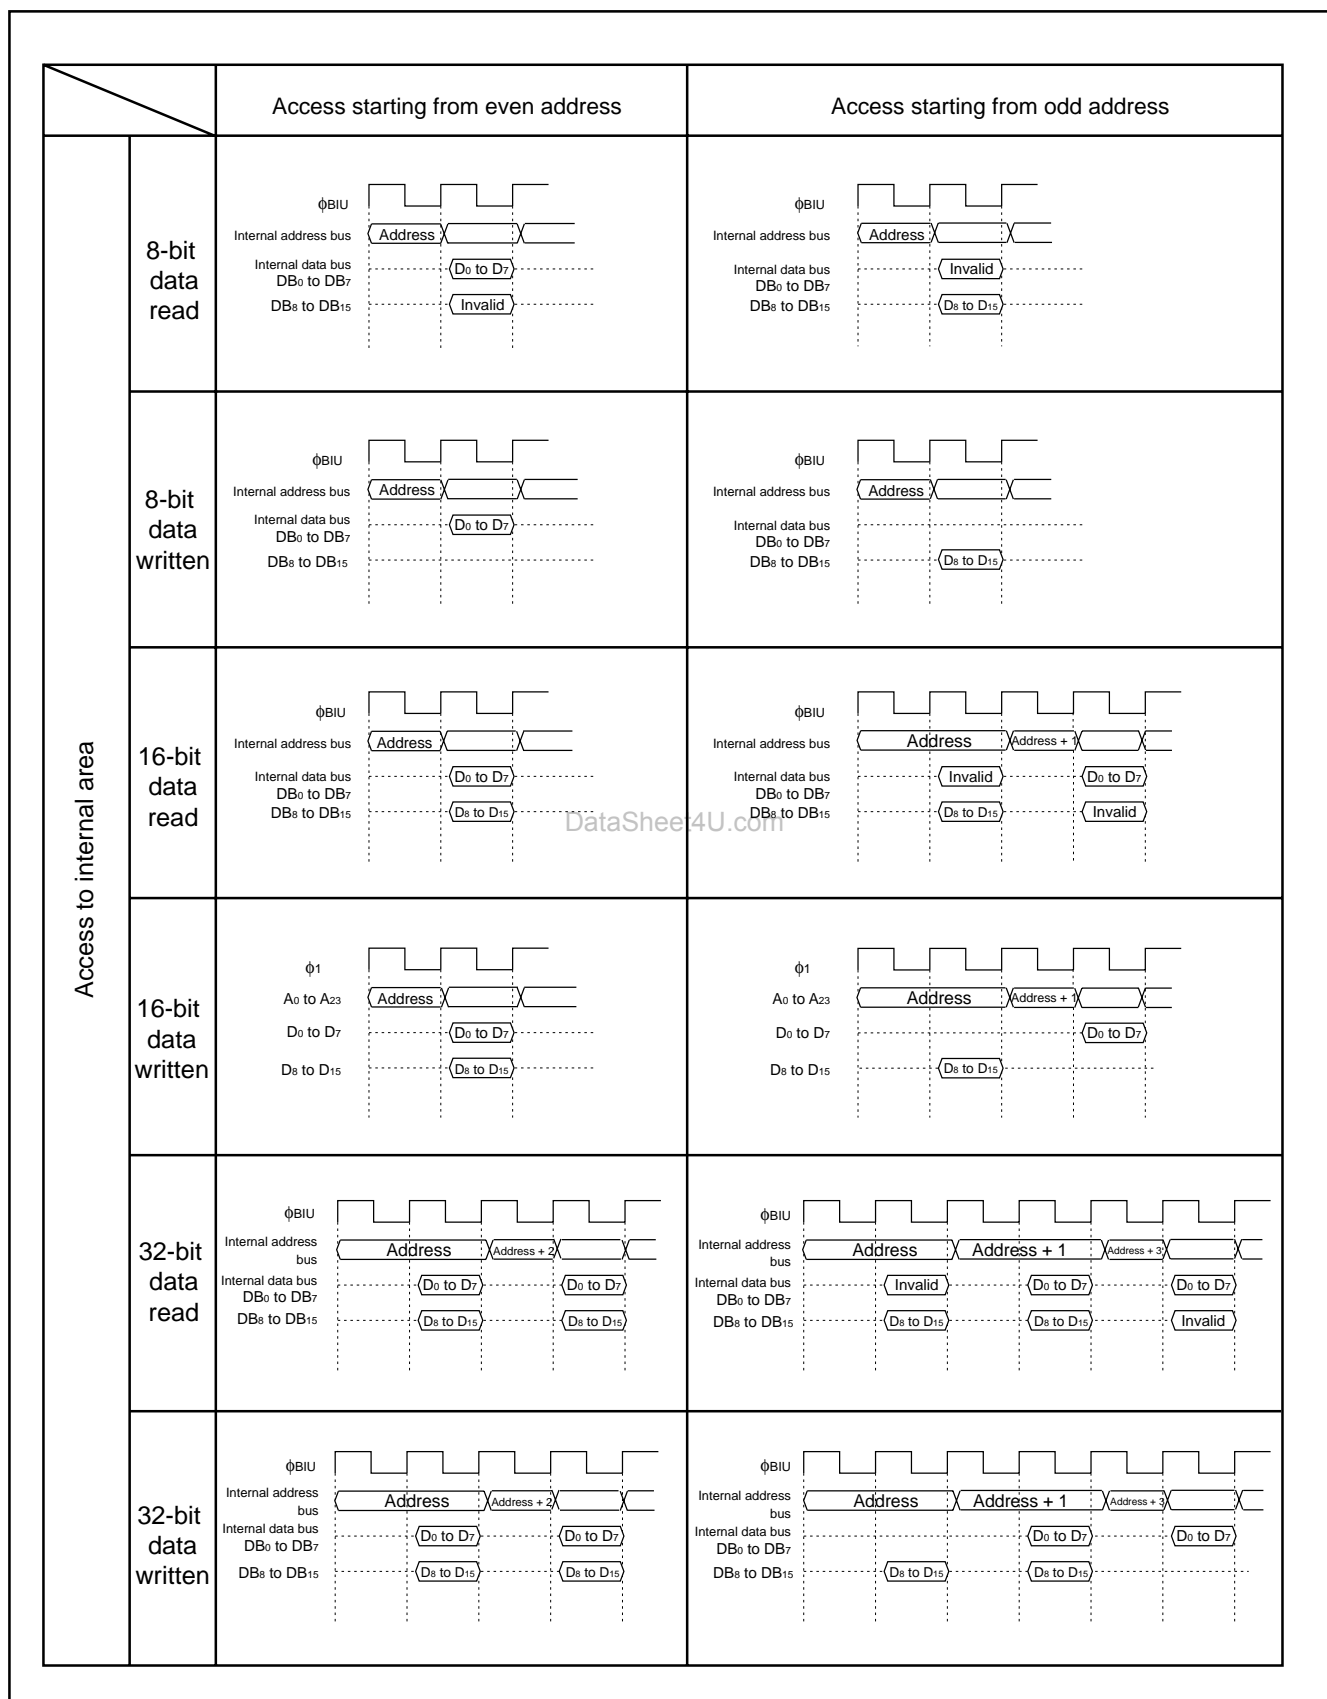 Access starting from even address
Access starting from odd address
Access to internal area
8-bit
data
read
ϕBIU
Internal address bus
Address
Internal data bus
DB0 to DB7
D0 to D7
DB8 to DB15
Invalid
ϕBIU
Internal address bus
Address
Internal data bus
DB0 to DB7
Invalid
DB8 to DB15
D8 to D15
8-bit
data
written
ϕBIU
Internal address bus
Address
Internal data bus
DB0 to DB7
D0 to D7
DB8 to DB15
ϕBIU
Internal address bus
Address
Internal data bus
DB0 to DB7
DB8 to DB15
D8 to D15
16-bit
data
read
ϕBIU
Internal address bus
Address
Internal data bus
DB0 to DB7
D0 to D7
DB8 to DB15
D8 to D15
ϕBIU
Internal address bus
Address
Address + 1
Internal data bus
DB0 to DB7
Invalid
D0 to D7
DB8 to DB15
D8 to D15
Invalid
DataSheet4U.com
16-bit
data
written
ϕ1
A0 to A23
Address
D0 to D7
D0 to D7
D8 to D15
D8 to D15
ϕ1
A0 to A23
Address
Address + 1
D0 to D7
D0 to D7
D8 to D15
D8 to D15
32-bit
data
read
ϕBIU
Internal address
bus
Address
Address + 2
Internal data bus
DB0 to DB7
D0 to D7
D0 to D7
DB8 to DB15
D8 to D15
D8 to D15
ϕBIU
Internal address
bus
Address
Address + 1
Address + 3
Internal data bus
DB0 to DB7
Invalid
D0 to D7
D0 to D7
DB8 to DB15
D8 to D15
D8 to D15
Invalid
32-bit
data
written
ϕBIU
Internal address
bus
Address
Address + 2
Internal data bus
DB0 to DB7
D0 to D7
D0 to D7
DB8 to DB15
D8 to D15
D8 to D15
ϕBIU
Internal address
bus
Address
Address + 1
Address + 3
Internal data bus
DB0 to DB7
D0 to D7
D0 to D7
DB8 to DB15
D8 to D15
D8 to D15